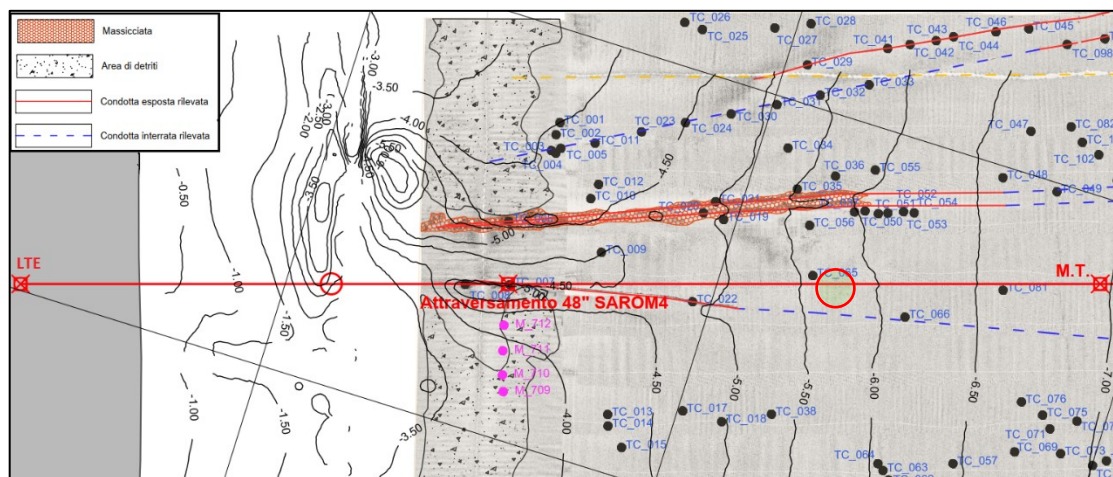 Massicciata
Area di detriti
Condotta esposta rilevata
Condotta interrata rilevata
TC_026
TC_025
TC_028
TC_027
TC_029
TC_041
TC_043
TC_042
TC_044
TC_046
TC_045
TC_098
TC_001
TC_002
TC_003
TC_004
TC_005
TC_011
TC_023
TC_024
TC_030
TC_031
TC_032
TC_033
TC_034
TC_047
TC_082
TC_102
TC_012
TC_010
TC_035
TC_036
TC_055
TC_048
TC_049
TC_052
TC_019
TC_056
TC_050
TC_051
TC_054
TC_053
TC_009
LTE
TC_007
M.T.
TC_081
Attraversamento 48" SAROM4
TC_022
TC_066
M_712
M_710
M_709
TC_013
TC_014
TC_015
TC_017
TC_018
TC_038
TC_064
TC_063
TC_057
TC_076
TC_075
TC_071
TC_069
TC_073
-0.50
-1.00
-1.00
-1.00
-1.50
-1.50
-2.00
-2.50
-3.00
-3.50
-3.50
-4.00
-4.50
-4.50
-4.50
-5.00
-5.00
-5.50
-6.00
-6.50
-7.00